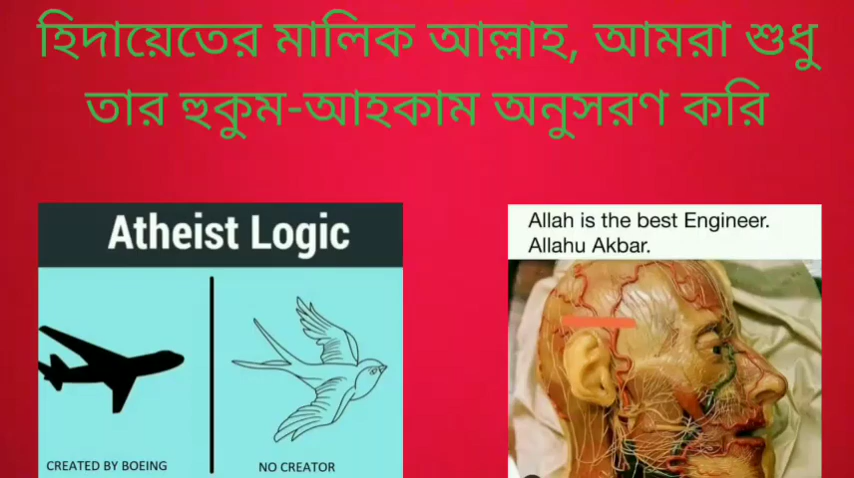 হিদায়েতের মালিক আল্লাহ, আমরা শুধু
তার হুকুম-আহকাম অনুসরণ করি
Atheist Logic
CREATED BY BOEING
NO CREATOR
Allah is the best Engineer.
Allahu Akbar.